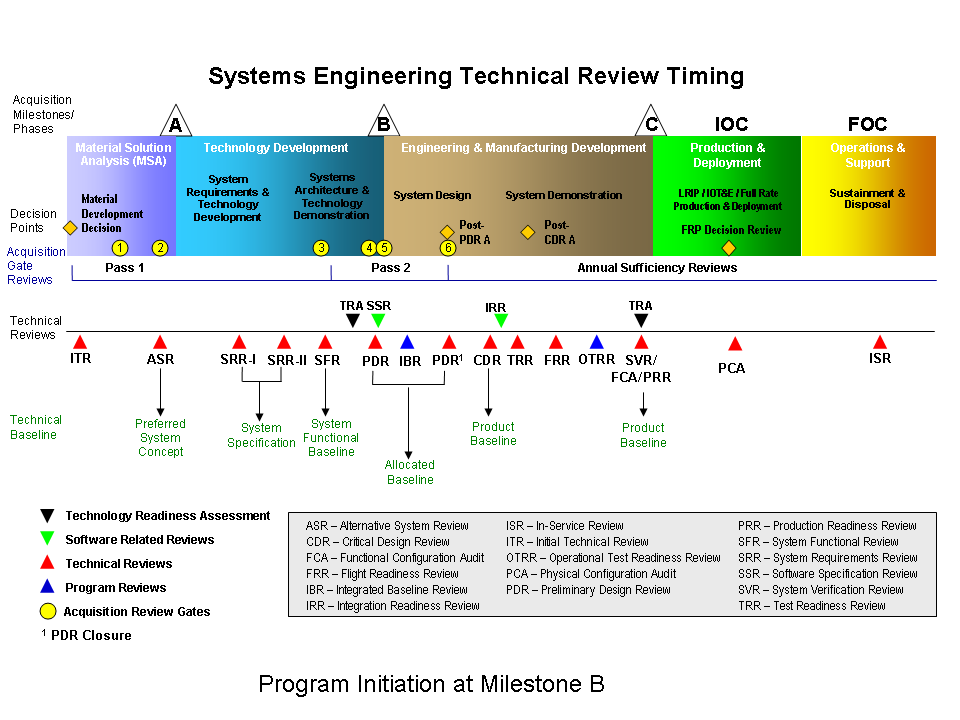 Systems Engineering Technical Review Timing
Acquisition
Milestones/
Phases
A
B
C
IOC
FOC
Material Solution
Analysis (MSA)
Technology Development
Engineering & Manufacturing Development
Production &
Deployment
Operations &
Support
Material
Development
Decision
System
Requirements &
Technology
Development
Systems
Architecture &
Technology
Demonstration
System Design
System Demonstration
LRIP / IOT&E / Full Rate
Production & Deployment
Sustainment &
Disposal
Decision
Points
Post-
PDR A
Post-
CDR A
FRP Decision Review
1
2
3
4
5
6
Acquisition
Gate
Reviews
Pass 1
Pass 2
Annual Sufficiency Reviews
Technical
Reviews
TRA
SSR
IRR
TRA
ITR
ASR
SRR-I
SRR-II
SFR
PDR
IBR
PDR¹
CDR
TRR
FRR
OTRR
SVR/
FCA/PRR
PCA
ISR
Technical
Baseline
Preferred
System
Concept
System
Specification
System
Functional
Baseline
Allocated
Baseline
Product
Baseline
Product
Baseline
Technology Readiness Assessment
Software Related Reviews
Technical Reviews
Program Reviews
Acquisition Review Gates
¹ PDR Closure
ASR – Alternative System Review
CDR – Critical Design Review
FCA – Functional Configuration Audit
FRR – Flight Readiness Review
IBR – Integrated Baseline Review
IRR – Integration Readiness Review
ISR – In-Service Review
ITR – Initial Technical Review
OTRR – Operational Test Readiness Review
PCA – Physical Configuration Audit
PDR – Preliminary Design Review
PRR – Production Readiness Review
SFR – System Functional Review
SRR – System Requirements Review
SSR – Software Specification Review
SVR – System Verification Review
TRR – Test Readiness Review
Program Initiation at Milestone B